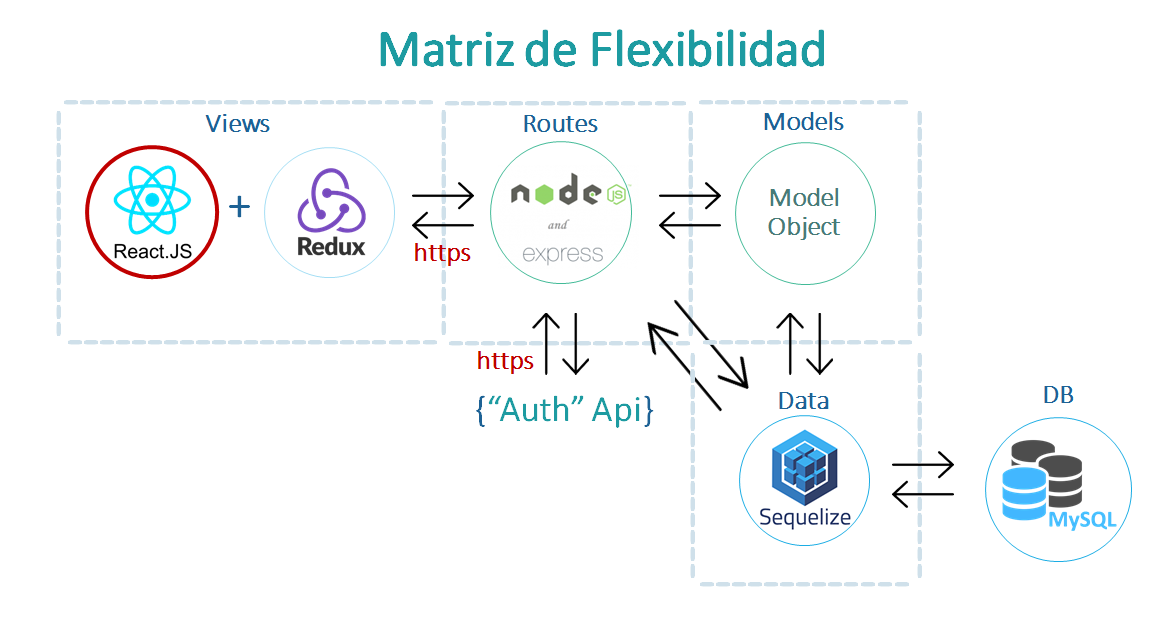 Matriz de Flexibilidad
Views
Routes
Models
React.JS
+
Redux
https
node JS
and
express
Model
Object
https
{“Auth” Api}
Data
Sequelize
DB
MySQL